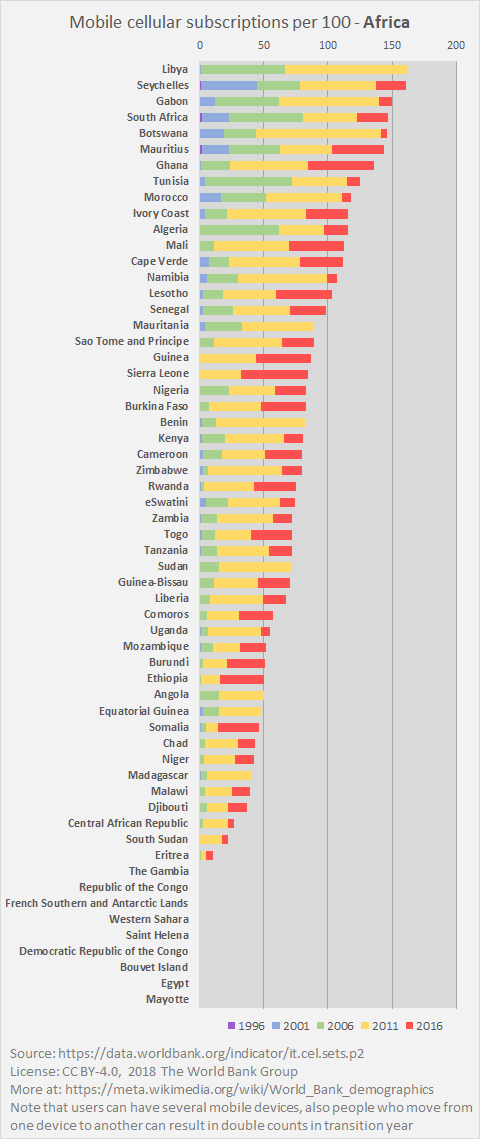 Mobile cellular subscriptions per 100 - Africa
0 50 100 150 200
Libya
Seychelles
Gabon
South Africa
Botswana
Mauritius
Ghana
Tunisia
Morocco
Ivory Coast
Algeria
Mali
Cape Verde
Namibia
Lesotho
Senegal
Mauritania
Sao Tome and Principe
Guinea
Sierra Leone
Nigeria
Burkina Faso
Benin
Kenya
Cameroon
Zimbabwe
Rwanda
eSwatini
Zambia
Togo
Tanzania
Sudan
Guinea-Bissau
Liberia
Comoros
Uganda
Mozambique
Burundi
Ethiopia
Angola
Equatorial Guinea
Somalia
Chad
Niger
Madagascar
Malawi
Djibouti
Central African Republic
South Sudan
Eritrea
The Gambia
Republic of the Congo
French Southern and Antarctic Lands
Western Sahara
Saint Helena
Democratic Republic of the Congo
Bouvet Island
Egypt
Mayotte
1996 2001 2006 2011 2016
Source: https://data.worldbank.org/indicator/it.cel.sets.p2
License: CC BY-4.0, 2018 The World Bank Group
More at: https://meta.wikimedia.org/wiki/World_Bank_demographics
Note that users can have several mobile devices, also people who move from
one device to another can result in double counts in transition year